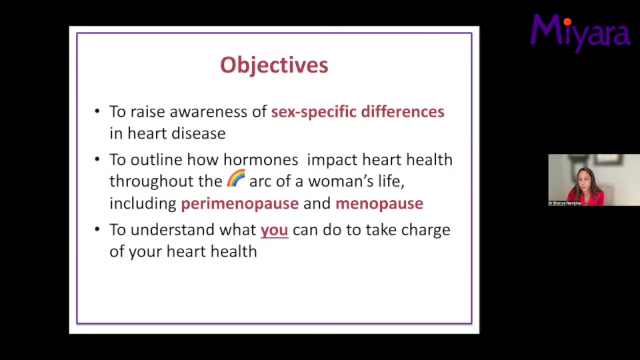 Miyara
Objectives
• To raise awareness of sex-specific differences
in heart disease
• To outline how hormones impact heart health
throughout the 🌈 arc of a woman's life,
including perimenopause and menopause
• To understand what you can do to take charge
of your heart health